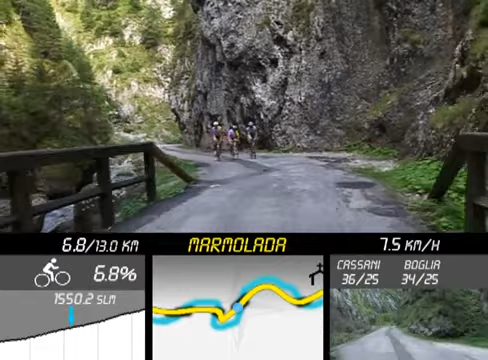 6.8/13.0 KM
MARMOLADA
7.5 KM/H
6.8%
1550.2 SLM
CASSANI BOGLIA
36/25 34/25